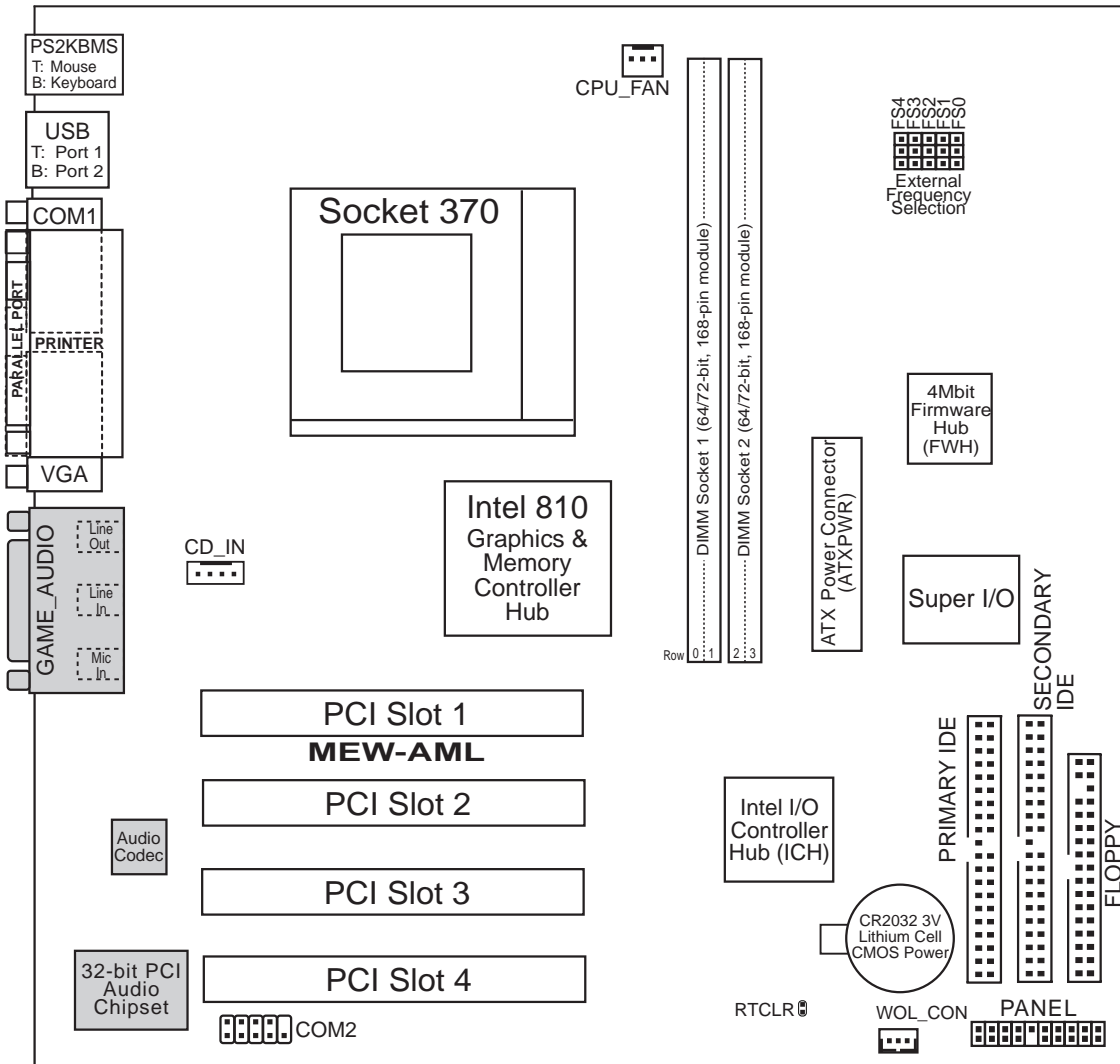 PS2KBMS
T: Mouse
B: Keyboard
USB
T: Port 1
B: Port 2
COM1
PARALLEL PORT
PRINTER
VGA
GAME_AUDIO
Line
Out
Line
In
Mic
In
CD_IN
Socket 370
CPU_FAN
Intel 810
Graphics &
Memory
Controller
Hub
DIMM Socket 1 (64/72-bit, 168-pin module)
DIMM Socket 2 (64/72-bit, 168-pin module)
Row 0 1 2 3
FS4
FS3
FS2
FS1
FS0
External
Frequency
Selection
4Mbit
Firmware
Hub
(FWH)
ATX Power Connector
(ATXPWR)
Super I/O
PRIMARY IDE
SECONDARY
IDE
FLOPPY
PCI Slot 1
MEW-AML
PCI Slot 2
PCI Slot 3
PCI Slot 4
Audio
Codec
32-bit PCI
Audio
Chipset
COM2
Intel I/O
Controller
Hub (ICH)
CR2032 3V
Lithium Cell
CMOS Power
RTCLR
WOL_CON
PANEL